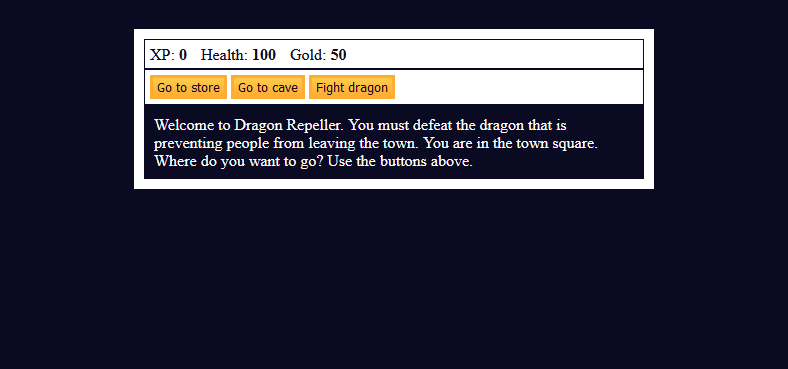 XP: 0 Health: 100 Gold: 50
Go to store Go to cave Fight dragon
Welcome to Dragon Repeller. You must defeat the dragon that is
preventing people from leaving the town. You are in the town square.
Where do you want to go? Use the buttons above.